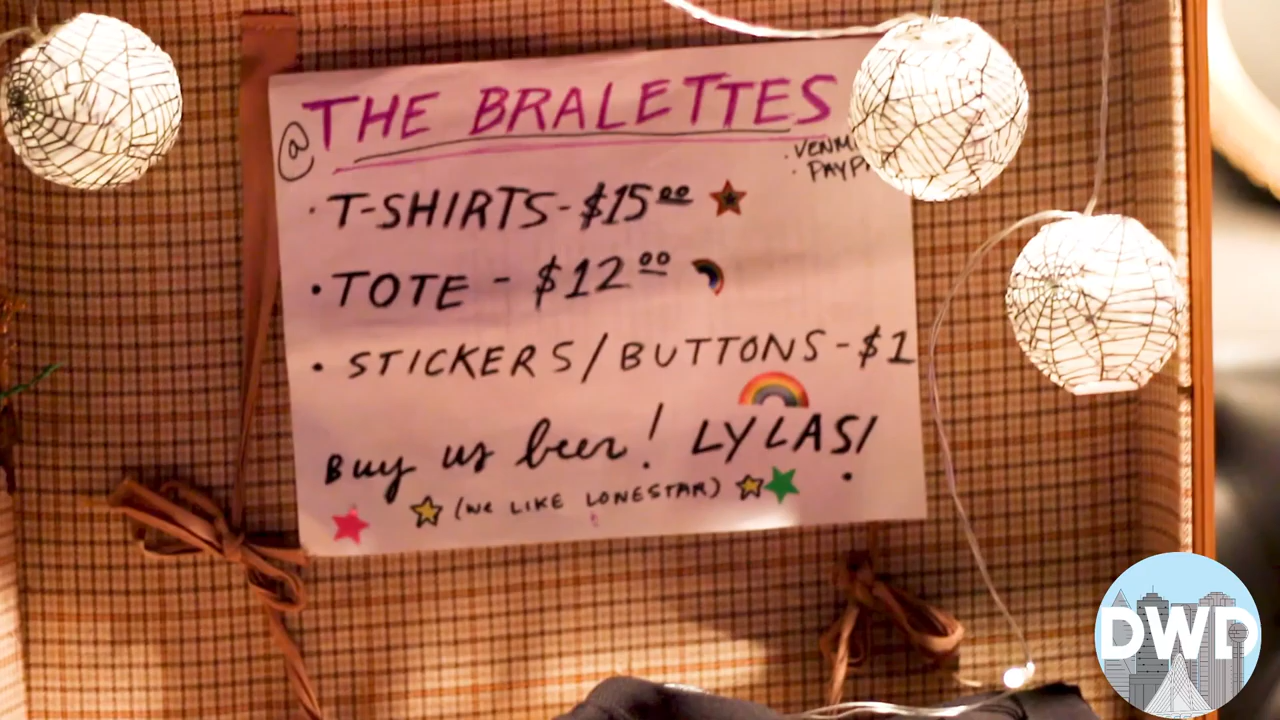 @THE BRALETTES
· VENM
· PAYP
· T-SHIRTS - $15.00
· TOTE - $12.00
· STICKERS/BUTTONS - $1
Buy us beer! LYLAS!
(WE LIKE LONESTAR)
DWD